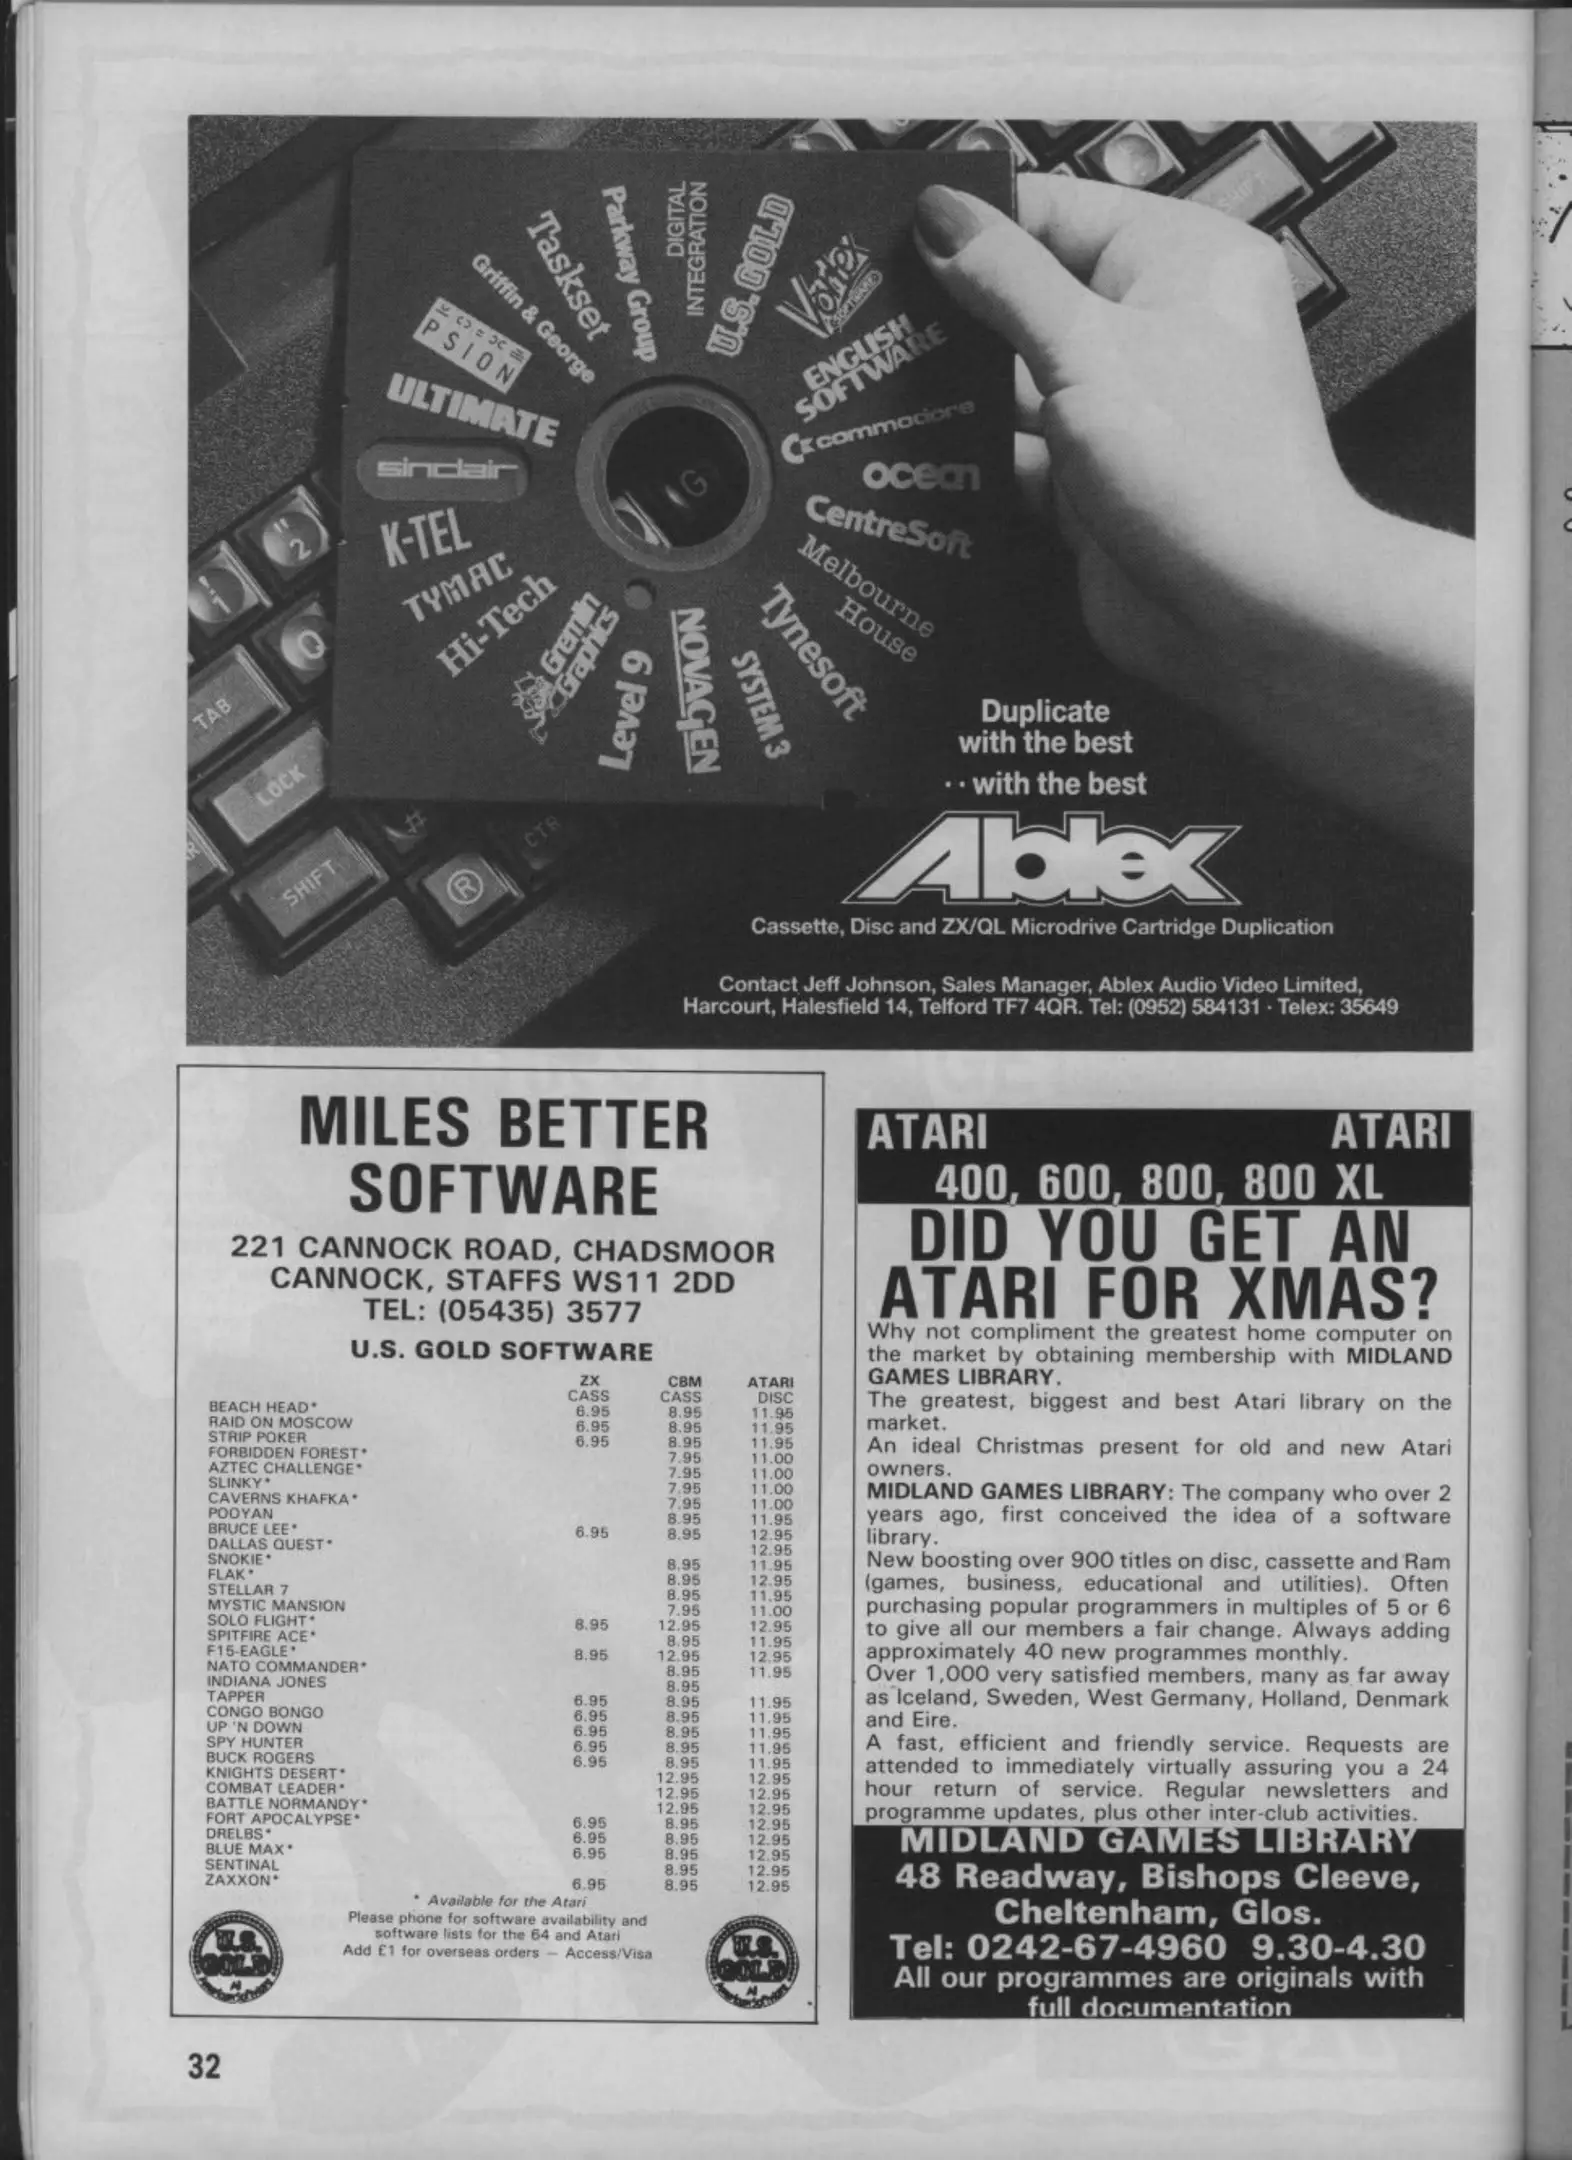 DIGITAL
INTEGRATION
U.S. GOLD
Vortex
SOFTWARE
ENGLISH
SOFTWARE
commodore
ocean
CentreSoft
Melbourne
House
Tynesoft
SYSTEM 3
NOVAGEN
Level 9
Gremlin
Graphics
Hi-Tech
TYMAC
K-TEL
sinclair
ULTIMATE
PSION
Griffin & George
Taskset
Parkway Group
SHIFT
G
" 2
! 1
Q
TAB
LOCK
#
CTR
SHIFT
®
Duplicate
with the best
·· with the best
Ablex
Cassette, Disc and ZX/QL Microdrive Cartridge Duplication
Contact Jeff Johnson, Sales Manager, Ablex Audio Video Limited,
Harcourt, Halesfield 14, Telford TF7 4QR. Tel: (0952) 584131 · Telex: 35649
MILES BETTER
SOFTWARE
221 CANNOCK ROAD, CHADSMOOR
CANNOCK, STAFFS WS11 2DD
TEL: (05435) 3577
U.S. GOLD SOFTWARE
ZX CBM ATARI
CASS CASS DISC
BEACH HEAD* 6.95 8.95 11.95
RAID ON MOSCOW 6.95 8.95 11.95
STRIP POKER 6.95 8.95 11.95
FORBIDDEN FOREST* 7.95 11.00
AZTEC CHALLENGE* 7.95 11.00
SLINKY* 7.95 11.00
CAVERNS KHAFKA* 7.95 11.00
POOYAN 8.95 11.95
BRUCE LEE* 6.95 8.95 12.95
DALLAS QUEST* 12.95
SNOKIE* 8.95 11.95
FLAK* 8.95 12.95
STELLAR 7 8.95 11.95
MYSTIC MANSION 7.95 11.00
SOLO FLIGHT* 8.95 12.95 12.95
SPITFIRE ACE* 8.95 11.95
F15-EAGLE* 8.95 12.95 12.95
NATO COMMANDER* 8.95 11.95
INDIANA JONES 8.95
TAPPER 6.95 8.95 11.95
CONGO BONGO 6.95 8.95 11.95
UP 'N DOWN 6.95 8.95 11.95
SPY HUNTER 6.95 8.95 11.95
BUCK ROGERS 6.95 8.95 11.95
KNIGHTS DESERT* 12.95 12.95
COMBAT LEADER* 12.95 12.95
BATTLE NORMANDY* 12.95 12.95
FORT APOCALYPSE* 6.95 8.95 12.95
DRELBS* 6.95 8.95 12.95
BLUE MAX* 6.95 8.95 12.95
SENTINAL 8.95 12.95
ZAXXON* 6.95 8.95 12.95
* Available for the Atari
Please phone for software availability and
software lists for the 64 and Atari
Add £1 for overseas orders — Access/Visa
U.S.
GOLD
All
American Software
U.S.
GOLD
All
American Software
ATARI ATARI
400, 600, 800, 800 XL
DID YOU GET AN
ATARI FOR XMAS?
Why not compliment the greatest home computer on
the market by obtaining membership with MIDLAND
GAMES LIBRARY.
The greatest, biggest and best Atari library on the
market.
An ideal Christmas present for old and new Atari
owners.
MIDLAND GAMES LIBRARY: The company who over 2
years ago, first conceived the idea of a software
library.
New boosting over 900 titles on disc, cassette and Ram
(games, business, educational and utilities). Often
purchasing popular programmers in multiples of 5 or 6
to give all our members a fair change. Always adding
approximately 40 new programmes monthly.
Over 1,000 very satisfied members, many as far away
as Iceland, Sweden, West Germany, Holland, Denmark
and Eire.
A fast, efficient and friendly service. Requests are
attended to immediately virtually assuring you a 24
hour return of service. Regular newsletters and
programme updates, plus other inter-club activities.
MIDLAND GAMES LIBRARY
48 Readway, Bishops Cleeve,
Cheltenham, Glos.
Tel: 0242-67-4960 9.30-4.30
All our programmes are originals with
full documentation
32